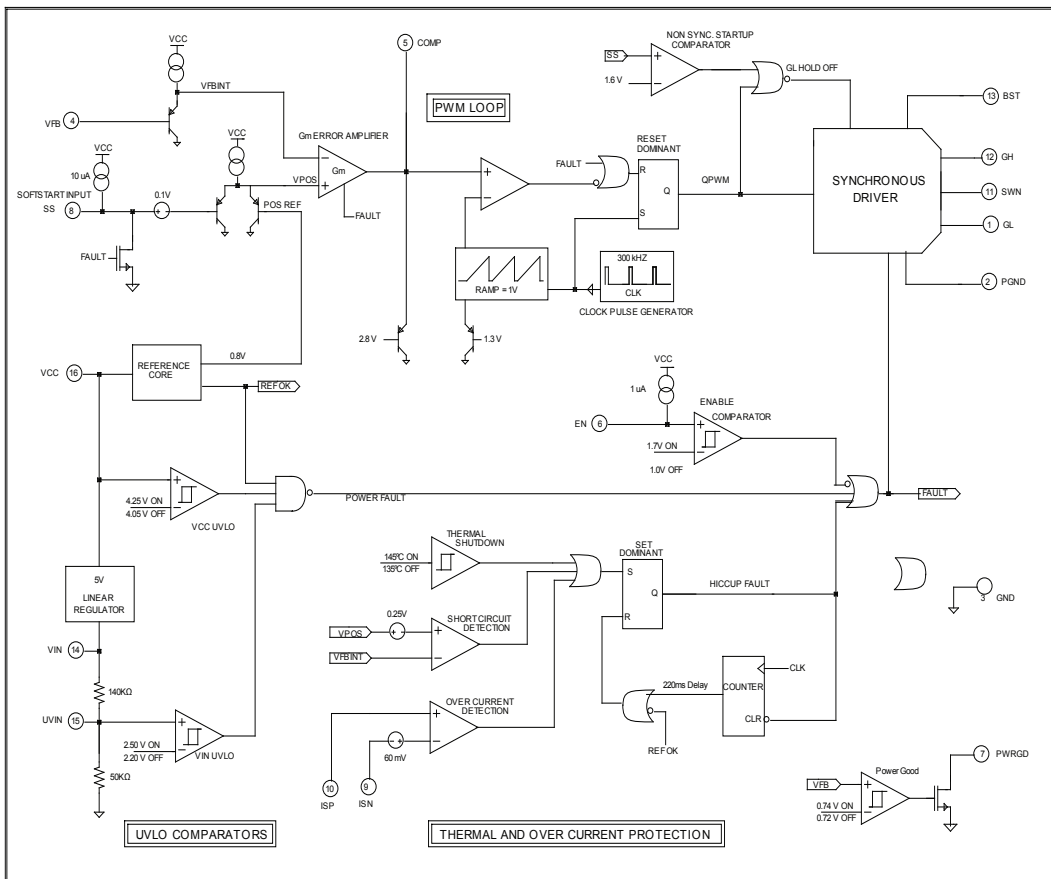 VCC
5
COMP
NON SYNC. STARTUP
COMPARATOR
SS
1.6 V
GL HOLD OFF
VFBINT
PWM LOOP
13
BST
VFB
4
Gm ERROR AMPLIFIER
VCC
VCC
10 uA
Gm
VPOS
FAULT
RESET
DOMINANT
FAULT
R
Q
S
QPWM
SYNCHRONOUS
DRIVER
12
GH
11
SWN
1
GL
2
PGND
SOFTSTART INPUT
SS
8
0.1V
POS REF
FAULT
RAMP = 1V
300 kHZ
CLK
CLOCK PULSE GENERATOR
2.8 V
1.3 V
VCC
16
REFERENCE
CORE
0.8V
REFOK
VCC
1 uA
EN
6
ENABLE
COMPARATOR
1.7V ON
1.0V OFF
4.25 V ON
4.05 V OFF
VCC UVLO
POWER FAULT
FAULT
THERMAL
SHUTDOWN
145ºC ON
135ºC OFF
SET
DOMINANT
S
Q
R
HICCUP FAULT
3
GND
5V
LINEAR
REGULATOR
0.25V
VPOS
VFBINT
SHORT CIRCUIT
DETECTION
VIN
14
140KΩ
UVIN
15
2.50 V ON
2.20 V OFF
VIN UVLO
50KΩ
OVER CURRENT
DETECTION
60 mV
10
ISP
9
ISN
220ms Delay
COUNTER
CLK
CLR
REFOK
7
PWRGD
Power Good
VFB
0.74 V ON
0.72 V OFF
UVLO COMPARATORS
THERMAL AND OVER CURRENT PROTECTION